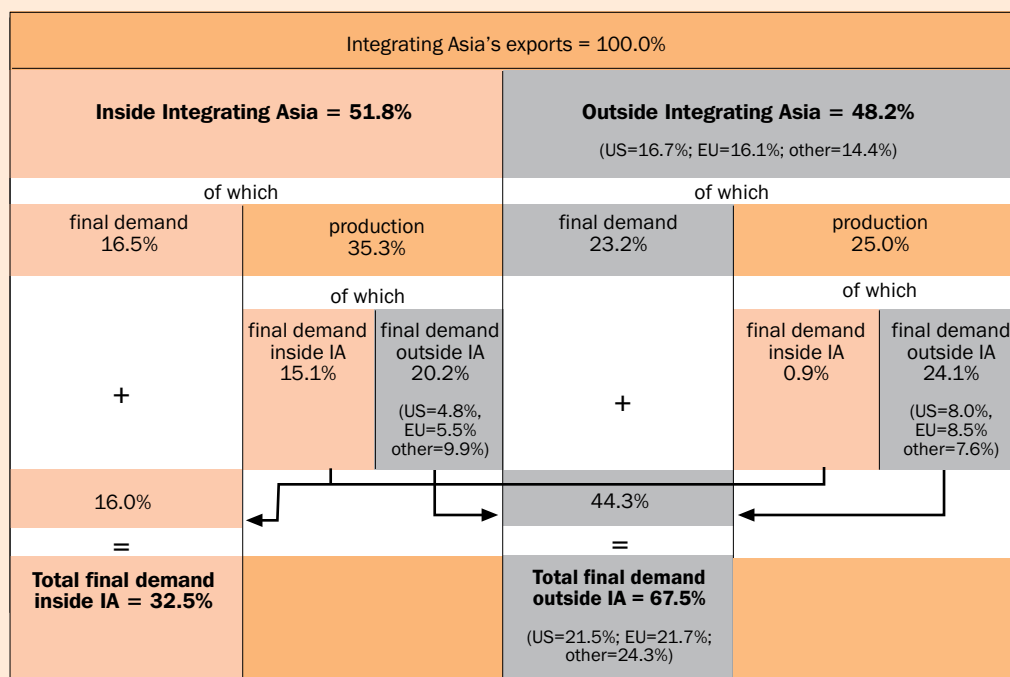 Integrating Asia's exports = 100.0%
Inside Integrating Asia = 51.8%
Outside Integrating Asia = 48.2%
(US=16.7%; EU=16.1%; other=14.4%)
of which
of which
final demand
16.5%
production
35.3%
final demand
23.2%
production
25.0%
of which
of which
final demand
inside IA
15.1%
final demand
outside IA
20.2%
(US=4.8%,
EU=5.5%
other=9.9%)
final demand
inside IA
0.9%
final demand
outside IA
24.1%
(US=8.0%,
EU=8.5%
other=7.6%)
+
+
16.0%
44.3%
=
=
Total final demand
inside IA = 32.5%
Total final demand
outside IA = 67.5%
(US=21.5%; EU=21.7%;
other=24.3%)